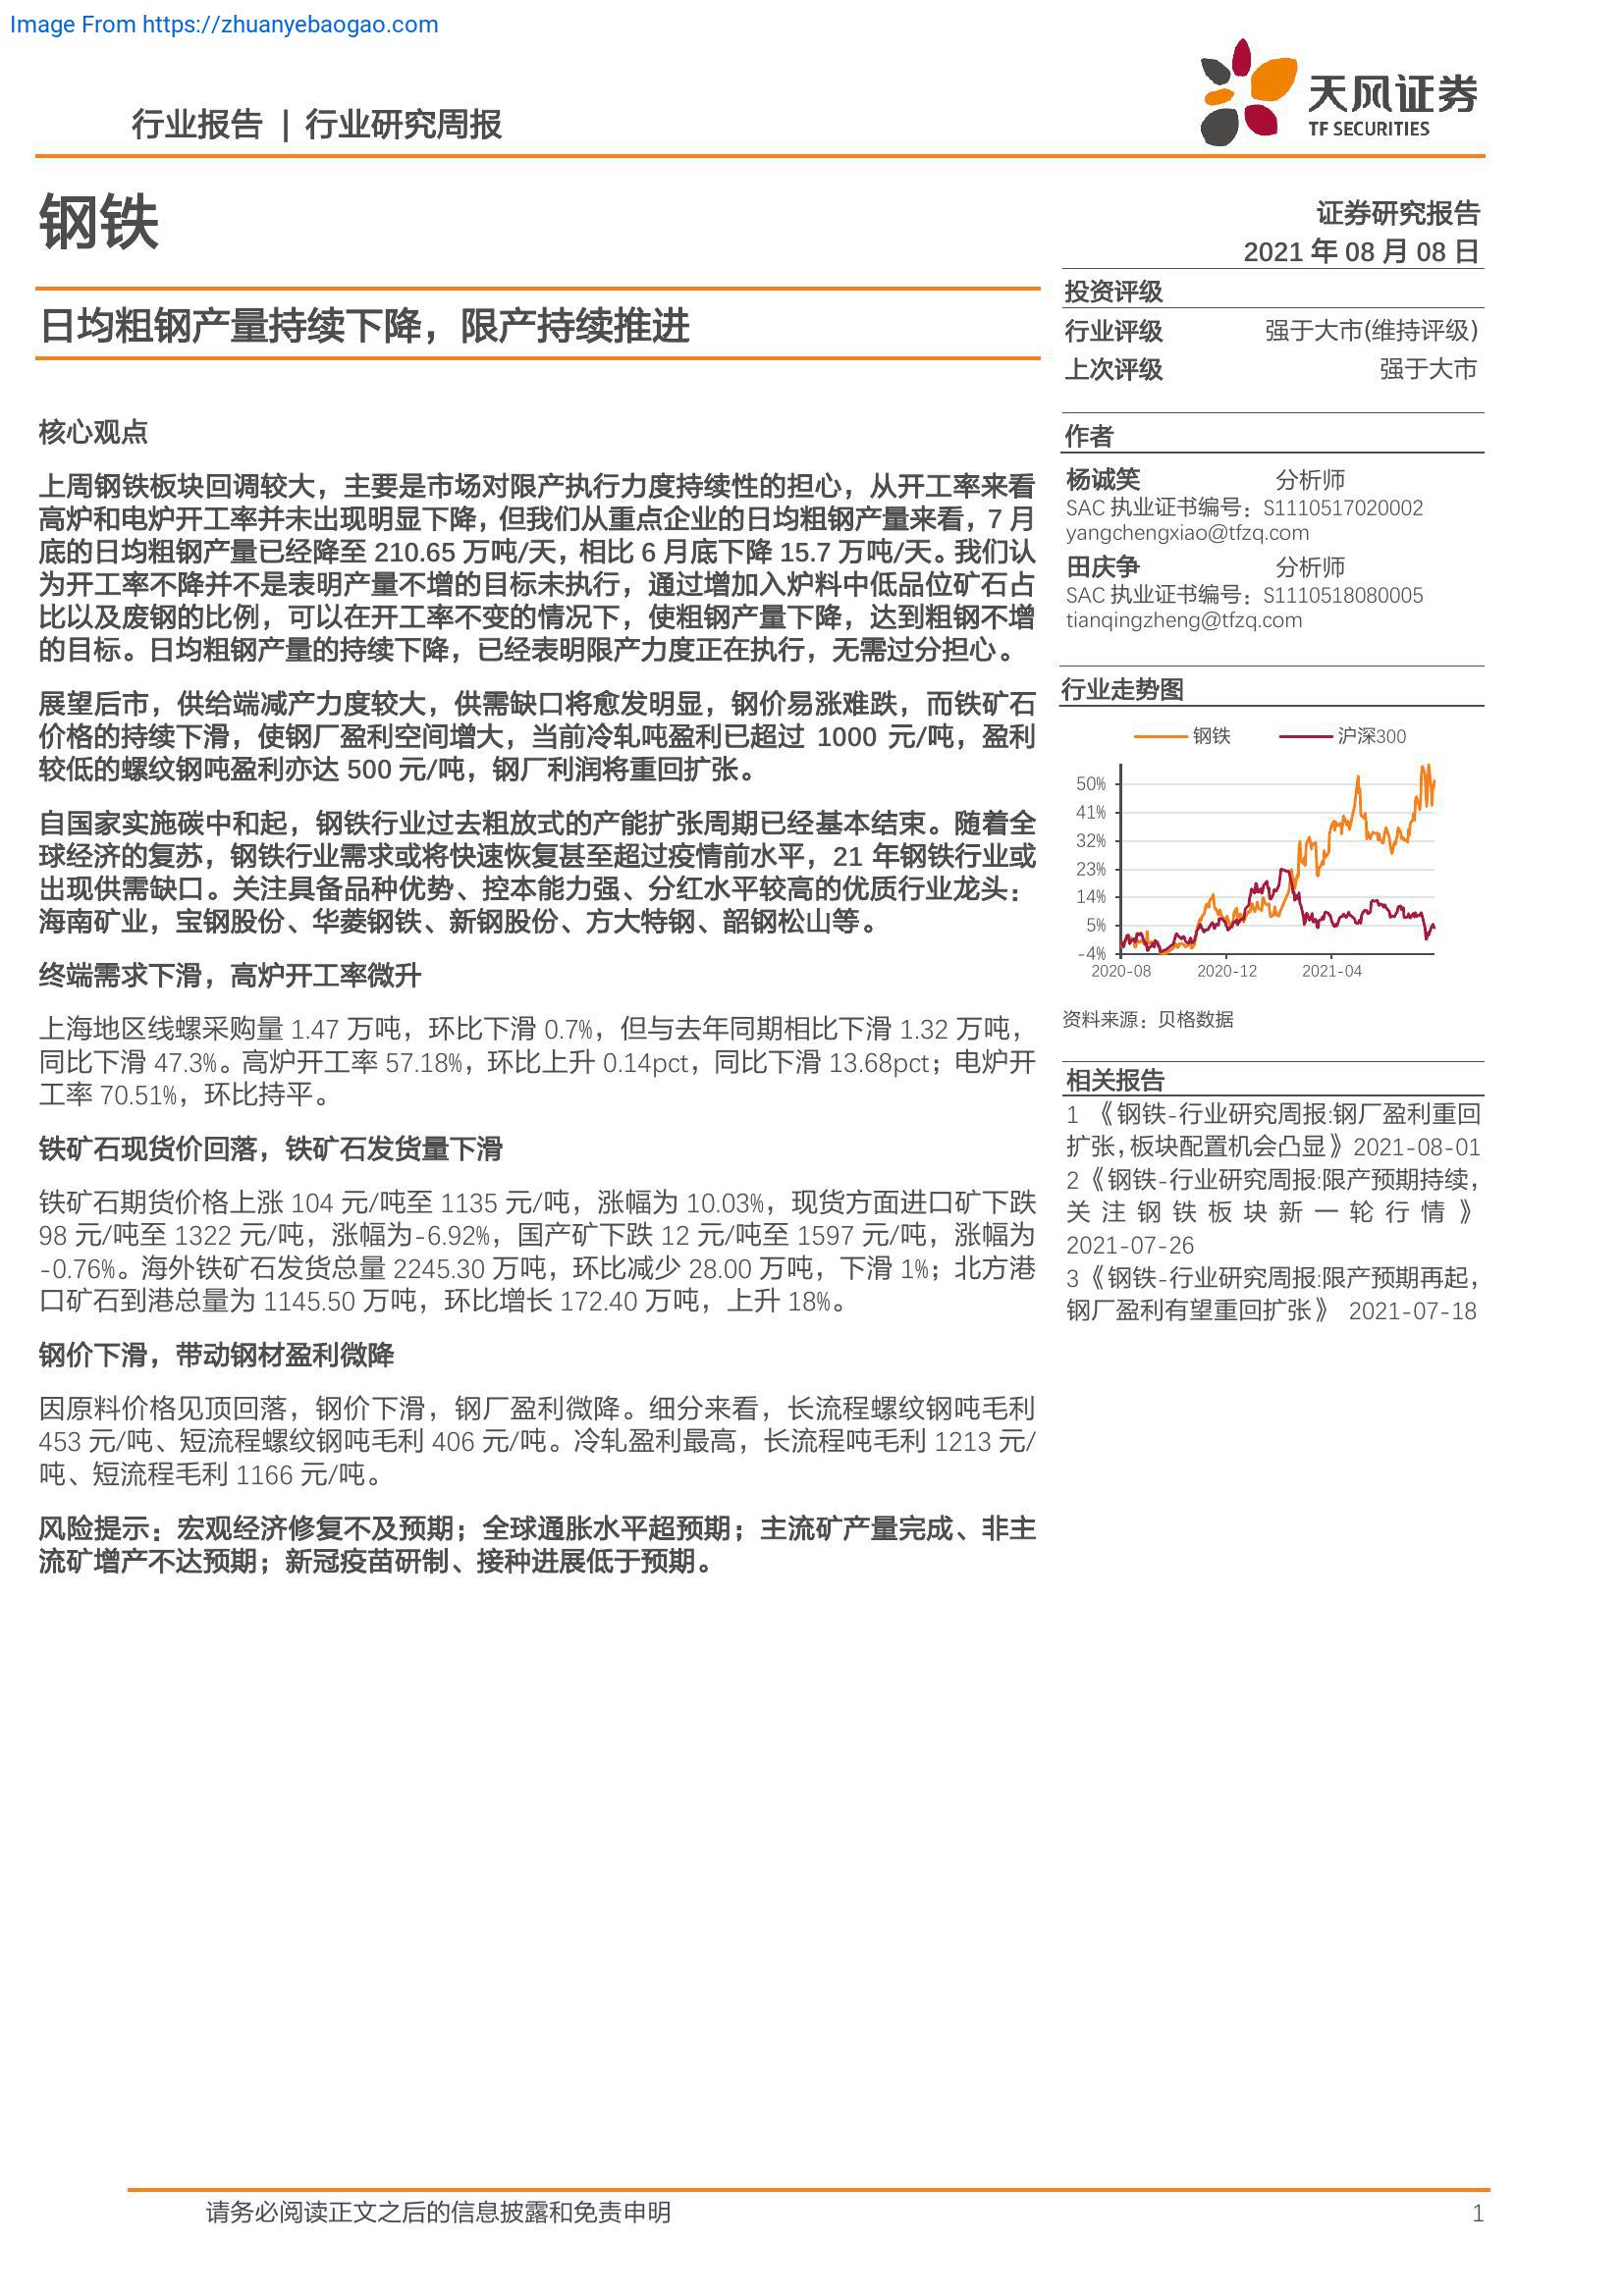 Image From https://zhuanyebaogao.com
行业报告 | 行业研究周报
天风证券
TF SECURITIES
钢铁
证券研究报告
2021 年 08 月 08 日
日均粗钢产量持续下降，限产持续推进
投资评级
行业评级 强于大市(维持评级)
上次评级 强于大市
核心观点
上周钢铁板块回调较大，主要是市场对限产执行力度持续性的担心，从开工率来看
高炉和电炉开工率并未出现明显下降，但我们从重点企业的日均粗钢产量来看，7 月
底的日均粗钢产量已经降至 210.65 万吨/天，相比 6 月底下降 15.7 万吨/天。我们认
为开工率不降并不是表明产量不增的目标未执行，通过增加入炉料中低品位矿石占
比以及废钢的比例，可以在开工率不变的情况下，使粗钢产量下降，达到粗钢不增
的目标。日均粗钢产量的持续下降，已经表明限产力度正在执行，无需过分担心。
展望后市，供给端减产力度较大，供需缺口将愈发明显，钢价易涨难跌，而铁矿石
价格的持续下滑，使钢厂盈利空间增大，当前冷轧吨盈利已超过 1000 元/吨，盈利
较低的螺纹钢吨盈利亦达 500 元/吨，钢厂利润将重回扩张。
自国家实施碳中和起，钢铁行业过去粗放式的产能扩张周期已经基本结束。随着全
球经济的复苏，钢铁行业需求或将快速恢复甚至超过疫情前水平，21 年钢铁行业或
出现供需缺口。关注具备品种优势、控本能力强、分红水平较高的优质行业龙头：
海南矿业，宝钢股份、华菱钢铁、新钢股份、方大特钢、韶钢松山等。
终端需求下滑，高炉开工率微升
上海地区线螺采购量 1.47 万吨，环比下滑 0.7%，但与去年同期相比下滑 1.32 万吨，
同比下滑 47.3%。高炉开工率 57.18%，环比上升 0.14pct，同比下滑 13.68pct；电炉开
工率 70.51%，环比持平。
铁矿石现货价回落，铁矿石发货量下滑
铁矿石期货价格上涨 104 元/吨至 1135 元/吨，涨幅为 10.03%，现货方面进口矿下跌
98 元/吨至 1322 元/吨，涨幅为-6.92%，国产矿下跌 12 元/吨至 1597 元/吨，涨幅为
-0.76%。海外铁矿石发货总量 2245.30 万吨，环比减少 28.00 万吨，下滑 1%；北方港
口矿石到港总量为 1145.50 万吨，环比增长 172.40 万吨，上升 18%。
钢价下滑，带动钢材盈利微降
因原料价格见顶回落，钢价下滑，钢厂盈利微降。细分来看，长流程螺纹钢吨毛利
453 元/吨、短流程螺纹钢吨毛利 406 元/吨。冷轧盈利最高，长流程吨毛利 1213 元/
吨、短流程毛利 1166 元/吨。
风险提示：宏观经济修复不及预期；全球通胀水平超预期；主流矿产量完成、非主
流矿增产不达预期；新冠疫苗研制、接种进展低于预期。
作者
杨诚笑 分析师
SAC 执业证书编号：S1110517020002
yangchengxiao@tfzq.com
田庆争 分析师
SAC 执业证书编号：S1110518080005
tianqingzheng@tfzq.com
行业走势图
钢铁 沪深300
50%
41%
32%
23%
14%
5%
-4%
2020-08 2020-12 2021-04
资料来源：贝格数据
相关报告
1 《钢铁-行业研究周报:钢厂盈利重回
扩张，板块配置机会凸显》2021-08-01
2《钢铁-行业研究周报:限产预期持续，
关注钢铁板块新一轮行情》
2021-07-26
3《钢铁-行业研究周报:限产预期再起，
钢厂盈利有望重回扩张》 2021-07-18
请务必阅读正文之后的信息披露和免责申明 1